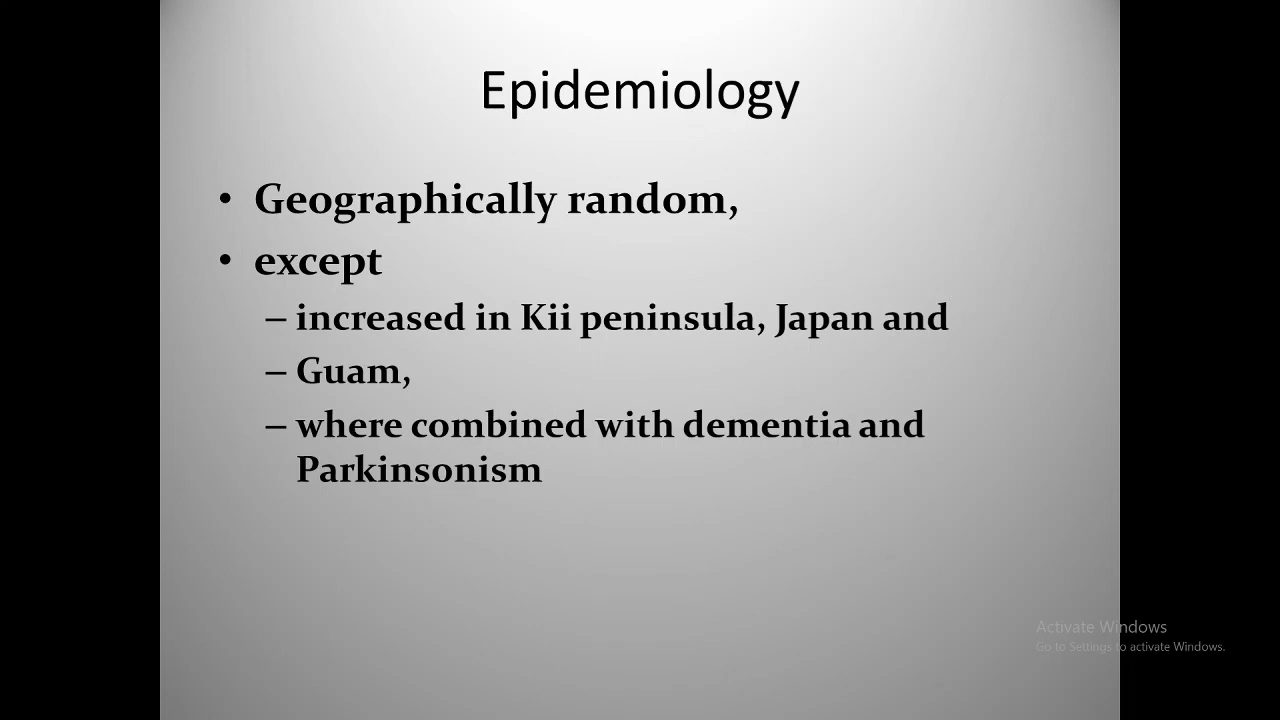 Epidemiology
• Geographically random,
• except
– increased in Kii peninsula, Japan and
– Guam,
– where combined with dementia and
Parkinsonism
Activate Windows
Go to Settings to activate Windows.